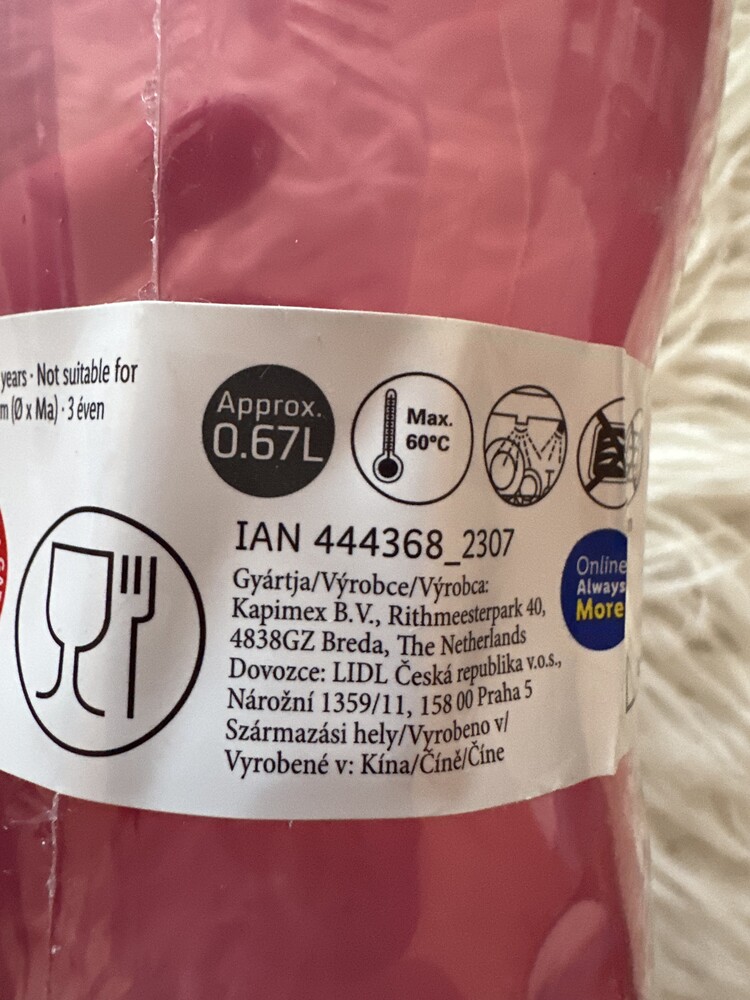 years · Not suitable for
m (Ø x Ma) · 3 éven
Approx.
0.67L
Max.
60°C
IAN 444368_2307
Gyártja/Výrobce/Výrobca:
Kapimex B.V., Rithmeesterpark 40,
4838GZ Breda, The Netherlands
Dovozce: LIDL Česká republika v.o.s.,
Nárožní 1359/11, 158 00 Praha 5
Származási hely/Vyrobeno v/
Vyrobené v: Kína/Číně/Číne
Online
Always
More